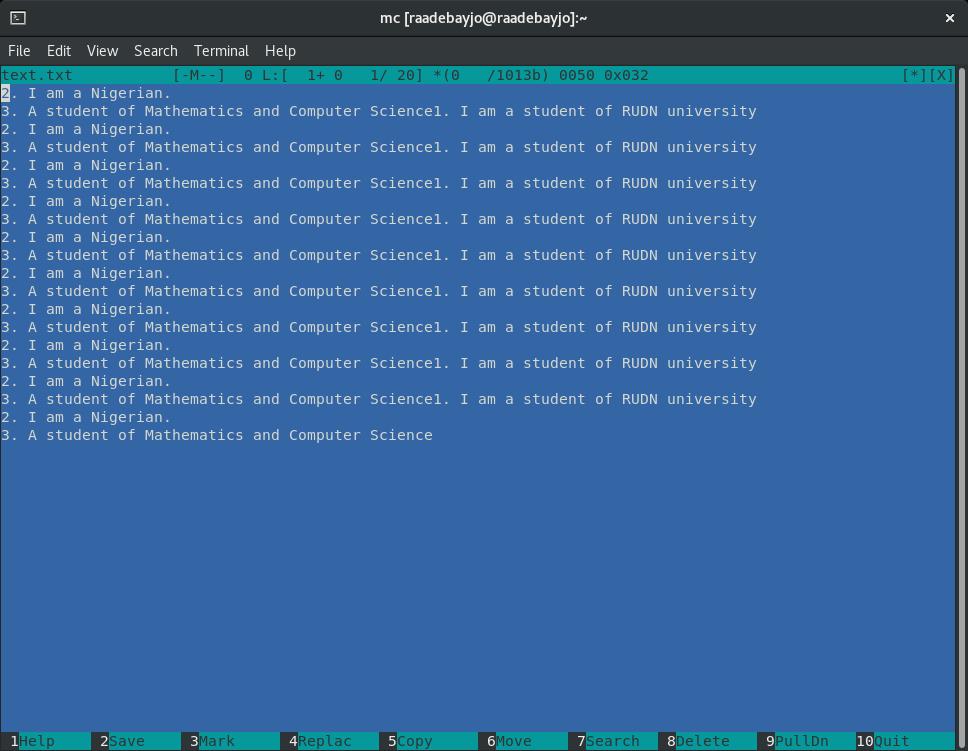 mc [raadebayjo@raadebayjo]:~
File Edit View Search Terminal Help
text.txt [-M--] 0 L:[ 1+ 0 1/ 20] *(0 /1013b) 0050 0x032 [*][X]
2. I am a Nigerian.
3. A student of Mathematics and Computer Science1. I am a student of RUDN university
2. I am a Nigerian.
3. A student of Mathematics and Computer Science1. I am a student of RUDN university
2. I am a Nigerian.
3. A student of Mathematics and Computer Science1. I am a student of RUDN university
2. I am a Nigerian.
3. A student of Mathematics and Computer Science1. I am a student of RUDN university
2. I am a Nigerian.
3. A student of Mathematics and Computer Science1. I am a student of RUDN university
2. I am a Nigerian.
3. A student of Mathematics and Computer Science1. I am a student of RUDN university
2. I am a Nigerian.
3. A student of Mathematics and Computer Science1. I am a student of RUDN university
2. I am a Nigerian.
3. A student of Mathematics and Computer Science1. I am a student of RUDN university
2. I am a Nigerian.
3. A student of Mathematics and Computer Science1. I am a student of RUDN university
2. I am a Nigerian.
3. A student of Mathematics and Computer Science
1Help 2Save 3Mark 4Replac 5Copy 6Move 7Search 8Delete 9PullDn 10Quit